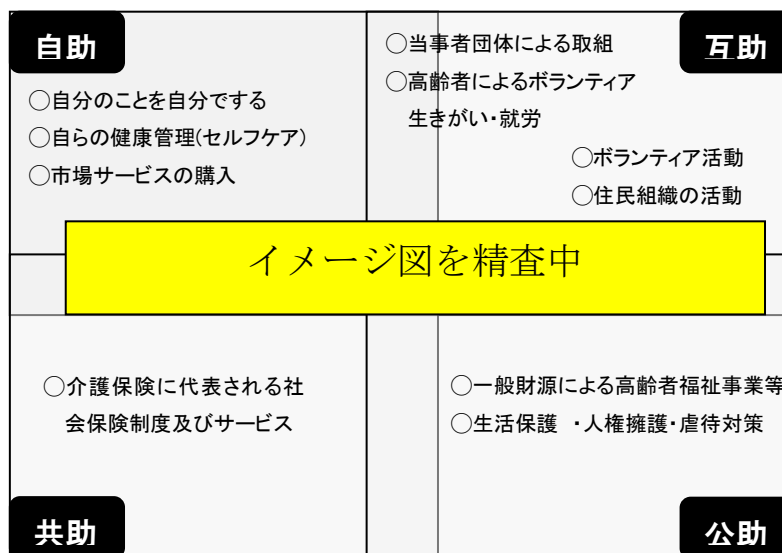 自助
○自分のことを自分でする
○自らの健康管理(セルフケア)
○市場サービスの購入
○当事者団体による取組
○高齢者によるボランティア
生きがい・就労
互助
○ボランティア活動
○住民組織の活動
イメージ図を精査中
○介護保険に代表される社
会保険制度及びサービス
共助
○一般財源による高齢者福祉事業等
○生活保護 ・人権擁護・虐待対策
公助